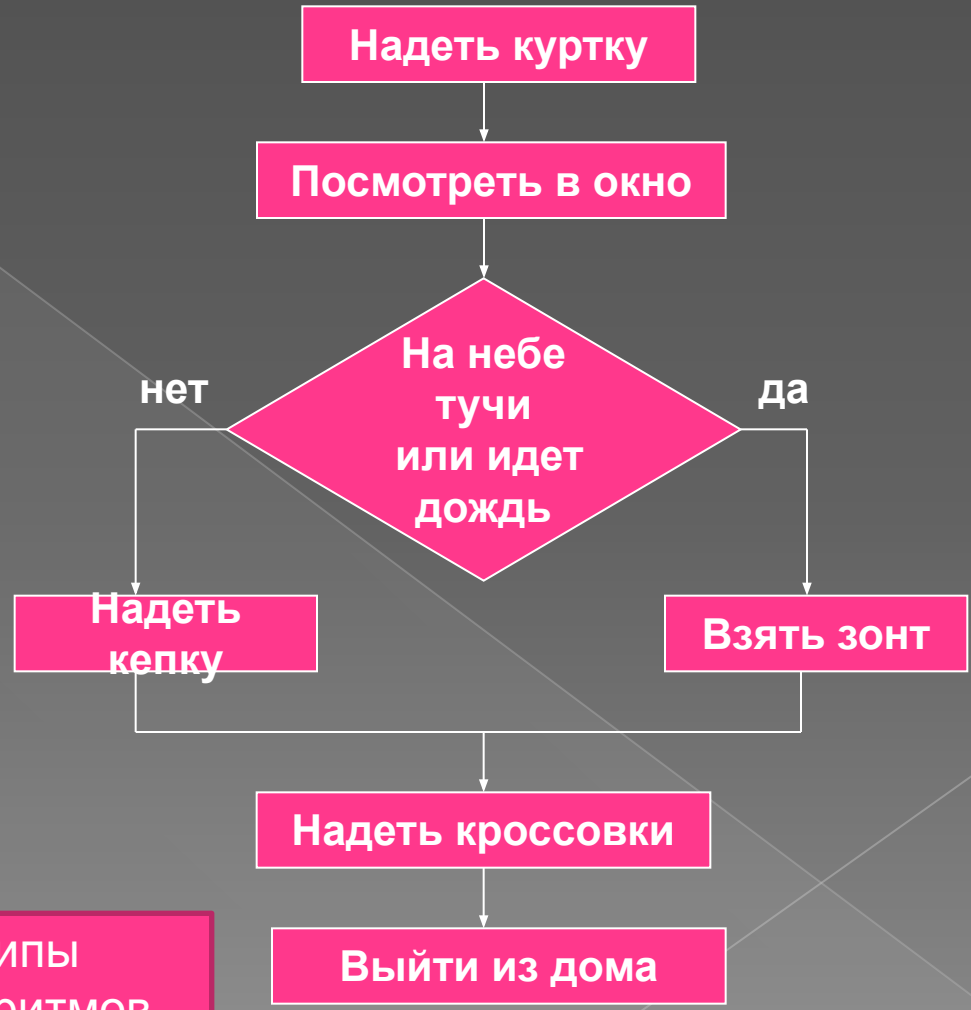 Надеть куртку
Посмотреть в окно
На небе
тучи
или идет
дождь
нет
да
Надеть
кепку
Взять зонт
Надеть кроссовки
Выйти из дома